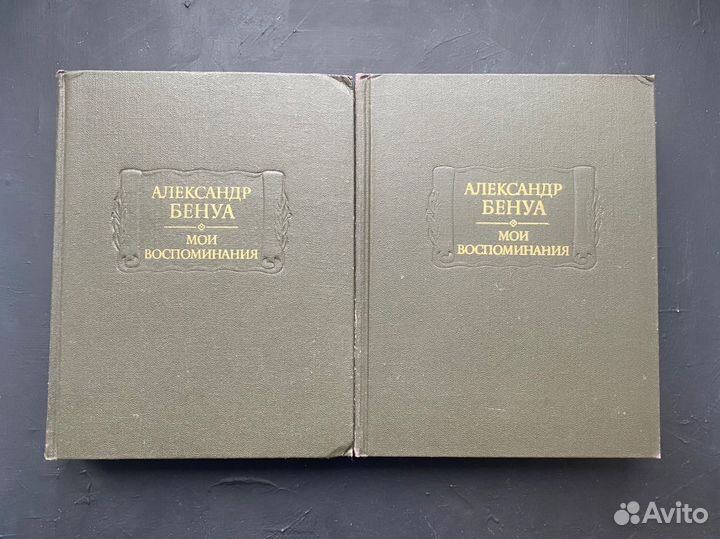 АЛЕКСАНДР
БЕНУА
МОИ
ВОСПОМИНАНИЯ
АЛЕКСАНДР
БЕНУА
МОИ
ВОСПОМИНАНИЯ
Avito